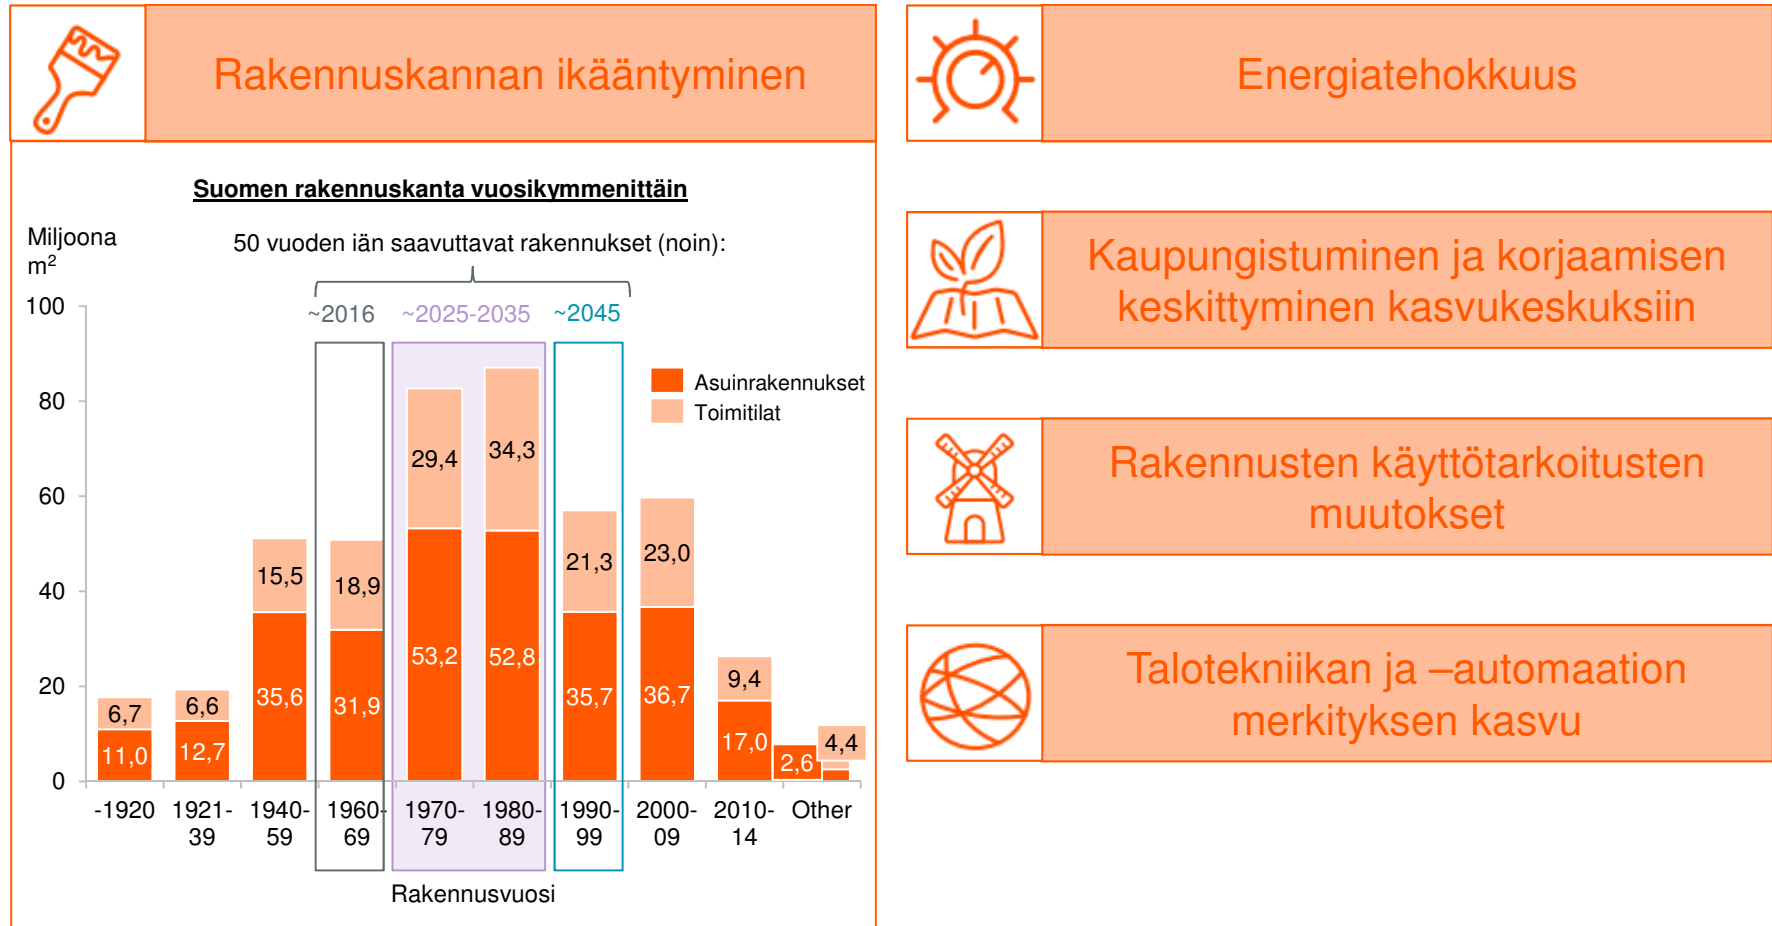 Rakennuskannan ikääntyminen
Suomen rakennuskanta vuosikymmenittäin
Miljoona
m²
50 vuoden iän saavuttavat rakennukset (noin):
~2016 ~2025-2035 ~2045
100
80
60
40
20
0
Asuinrakennukset
Toimitilat
6,7
11,0
6,6
12,7
15,5
35,6
18,9
31,9
29,4
53,2
34,3
52,8
21,3
35,7
23,0
36,7
9,4
17,0
4,4
2,6
-1920
1921-
39
1940-
59
1960-
69
1970-
79
1980-
89
1990-
99
2000-
09
2010-
14
Other
Rakennusvuosi
Energiatehokkuus
Kaupungistuminen ja korjaamisen
keskittyminen kasvukeskuksiin
Rakennusten käyttötarkoitusten
muutokset
Talotekniikan ja –automaation
merkityksen kasvu